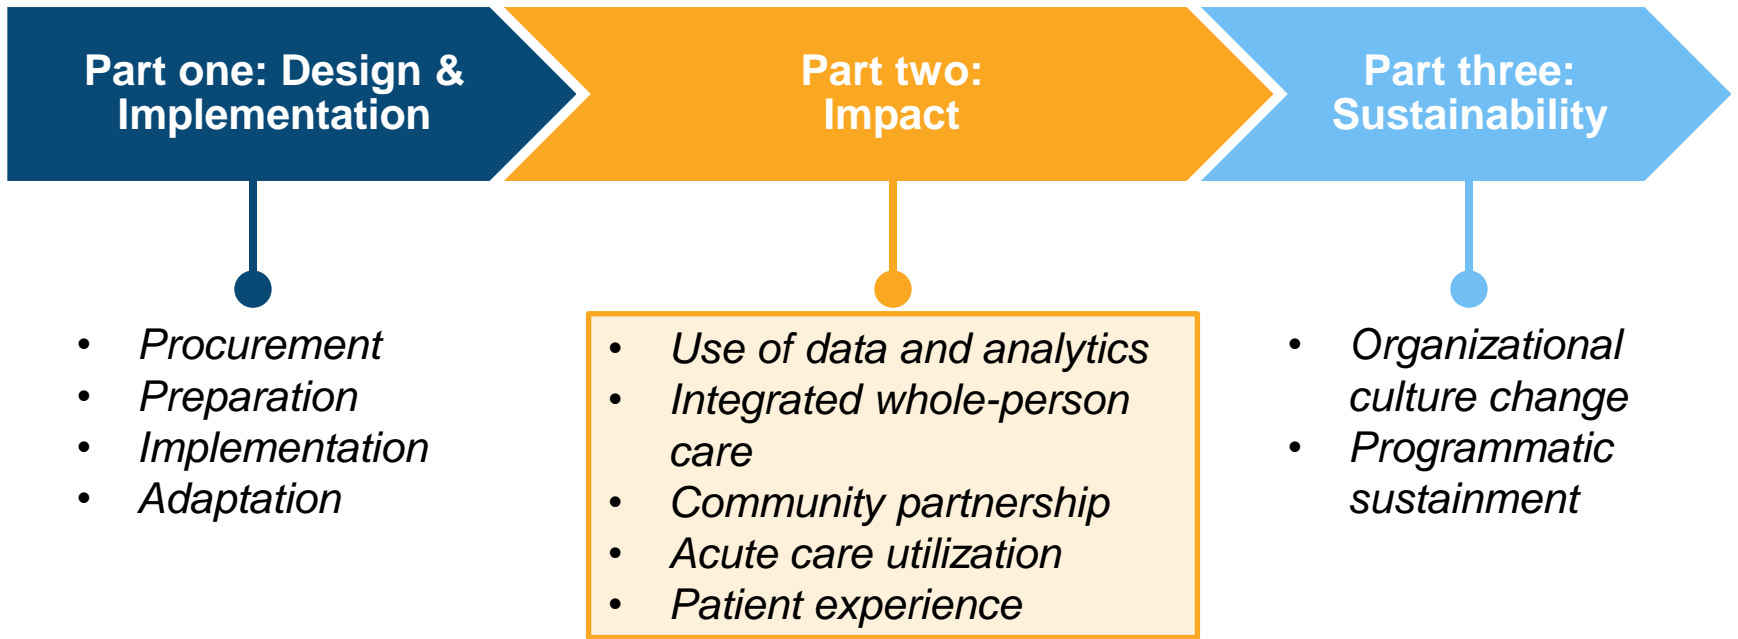 Part one: Design &
Implementation
Part two:
Impact
Part three:
Sustainability
• Procurement
• Preparation
• Implementation
• Adaptation
• Use of data and analytics
• Integrated whole-person
care
• Community partnership
• Acute care utilization
• Patient experience
• Organizational
culture change
• Programmatic
sustainment